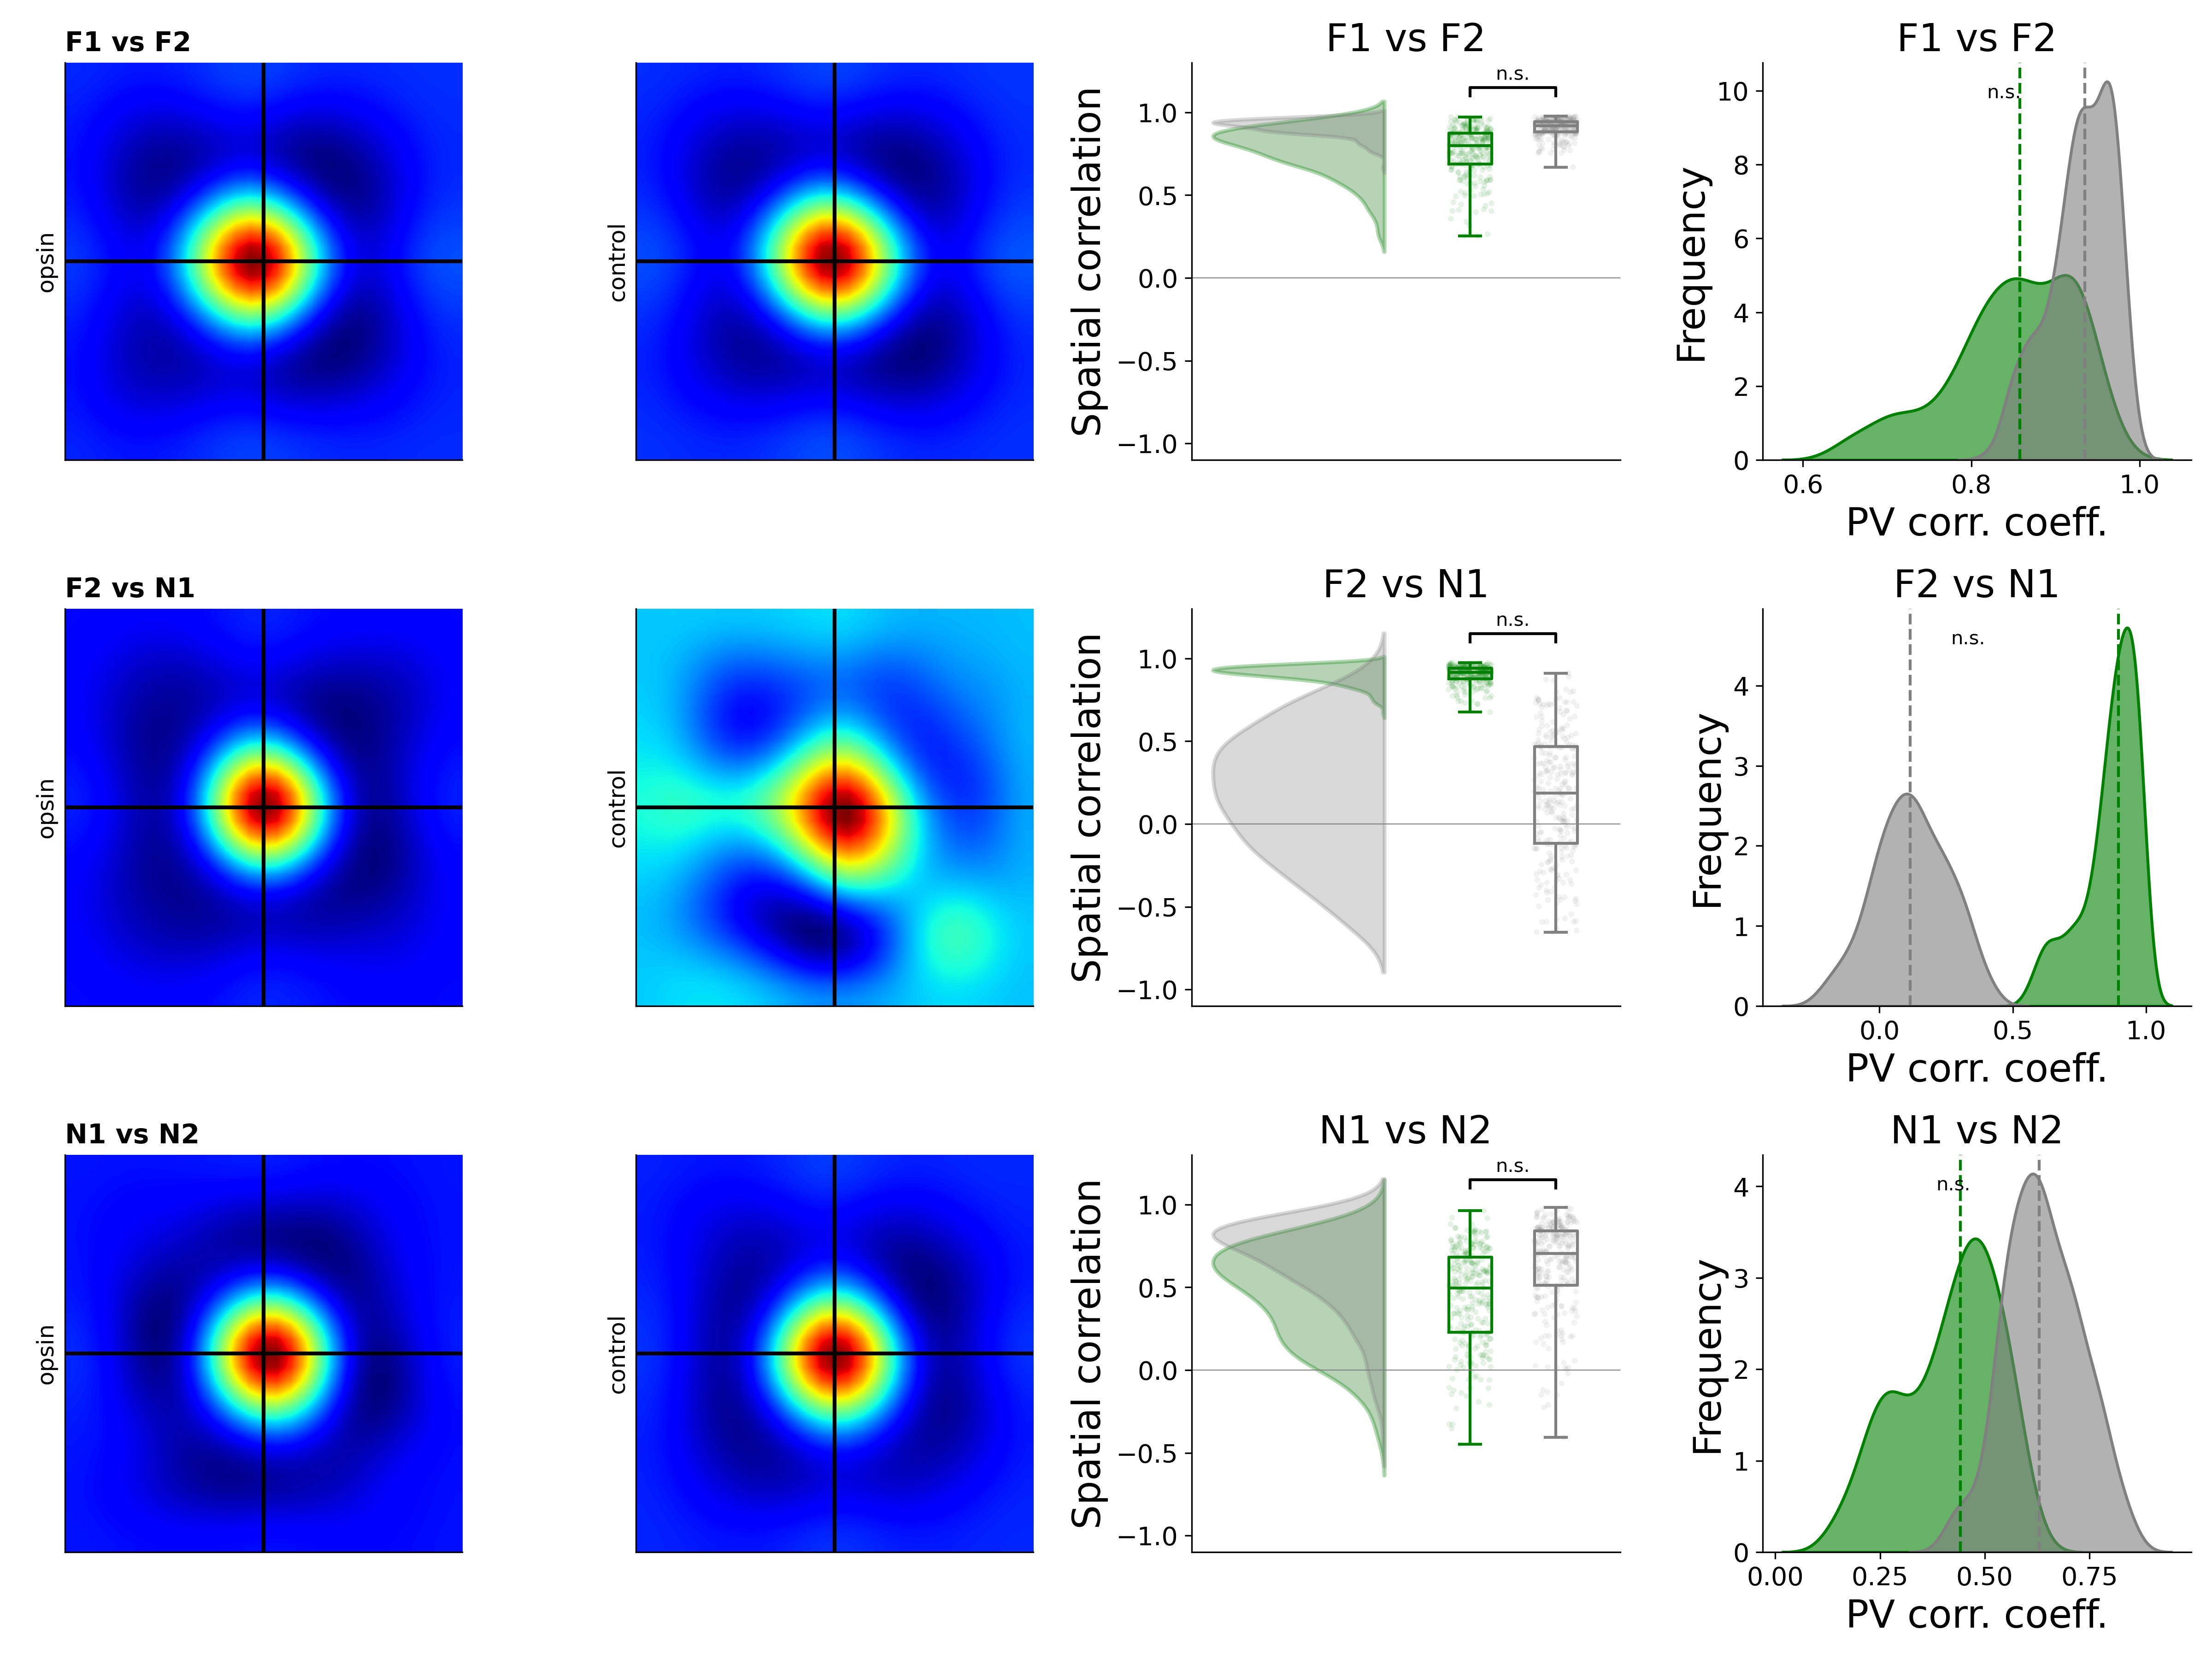 F1 vs F2
opsin
control
F1 vs F2
Spatial correlation
1.0
0.5
0.0
−0.5
−1.0
n.s.
F1 vs F2
Frequency
10
8
6
4
2
0
n.s.
0.6 0.8 1.0
PV corr. coeff.
F2 vs N1
opsin
control
F2 vs N1
Spatial correlation
1.0
0.5
0.0
−0.5
−1.0
n.s.
F2 vs N1
Frequency
4
3
2
1
0
n.s.
0.0 0.5 1.0
PV corr. coeff.
N1 vs N2
opsin
control
N1 vs N2
Spatial correlation
1.0
0.5
0.0
−0.5
−1.0
n.s.
N1 vs N2
Frequency
4
3
2
1
0
n.s.
0.00 0.25 0.50 0.75
PV corr. coeff.